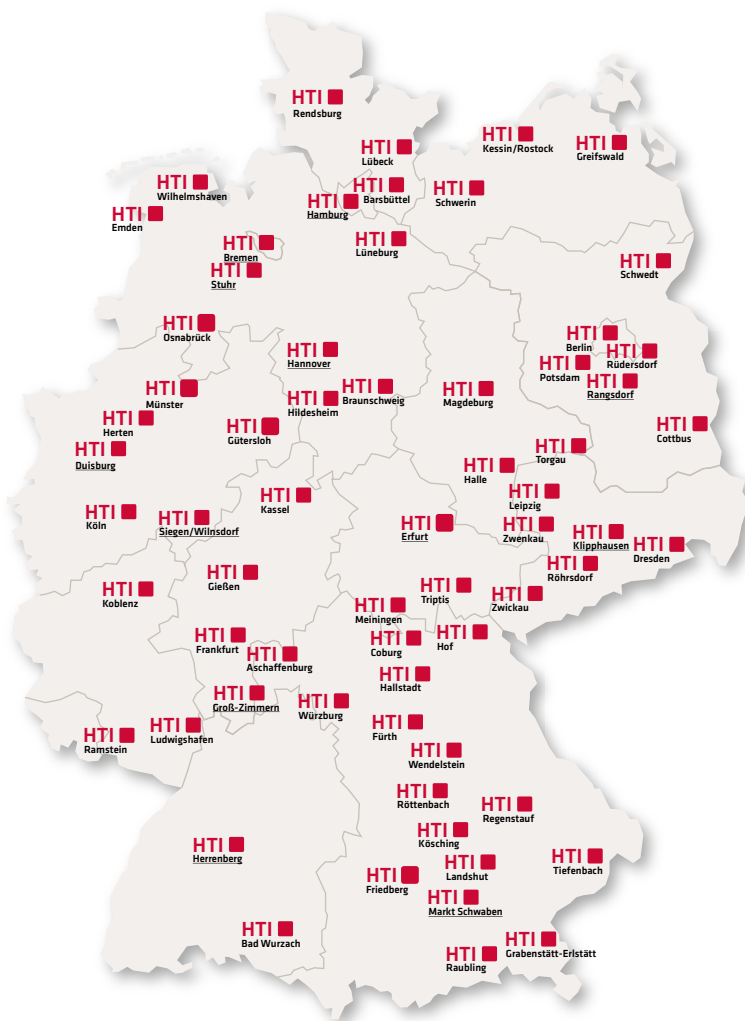 HTI
Rendsburg
HTI
Lübeck
HTI
Kessin/Rostock
HTI
Greifswald
HTI
Wilhelmshaven
HTI
Barsbüttel
HTI
Schwerin
HTI
Hamburg
HTI
Emden
HTI
Bremen
HTI
Lüneburg
HTI
Stuhr
HTI
Schwedt
HTI
Osnabrück
HTI
Berlin
HTI
Hannover
HTI
Rüdersdorf
HTI
Potsdam
HTI
Rangsdorf
HTI
Münster
HTI
Braunschweig
HTI
Magdeburg
HTI
Hildesheim
HTI
Herten
HTI
Gütersloh
HTI
Cottbus
HTI
Duisburg
HTI
Torgau
HTI
Halle
HTI
Kassel
HTI
Leipzig
HTI
Köln
HTI
Siegen/Wilnsdorf
HTI
Erfurt
HTI
Zwenkau
HTI
Klipphausen
HTI
Dresden
HTI
Röhrsdorf
HTI
Gießen
HTI
Koblenz
HTI
Triptis
HTI
Zwickau
HTI
Meiningen
HTI
Frankfurt
HTI
Coburg
HTI
Hof
HTI
Aschaffenburg
HTI
Hallstadt
HTI
Groß-Zimmern
HTI
Würzburg
HTI
Fürth
HTI
Ludwigshafen
HTI
Ramstein
HTI
Wendelstein
HTI
Röttenbach
HTI
Regenstauf
HTI
Kösching
HTI
Herrenberg
HTI
Landshut
HTI
Tiefenbach
HTI
Friedberg
HTI
Markt Schwaben
HTI
Bad Wurzach
HTI
Grabenstätt-Erlstätt
HTI
Raubling